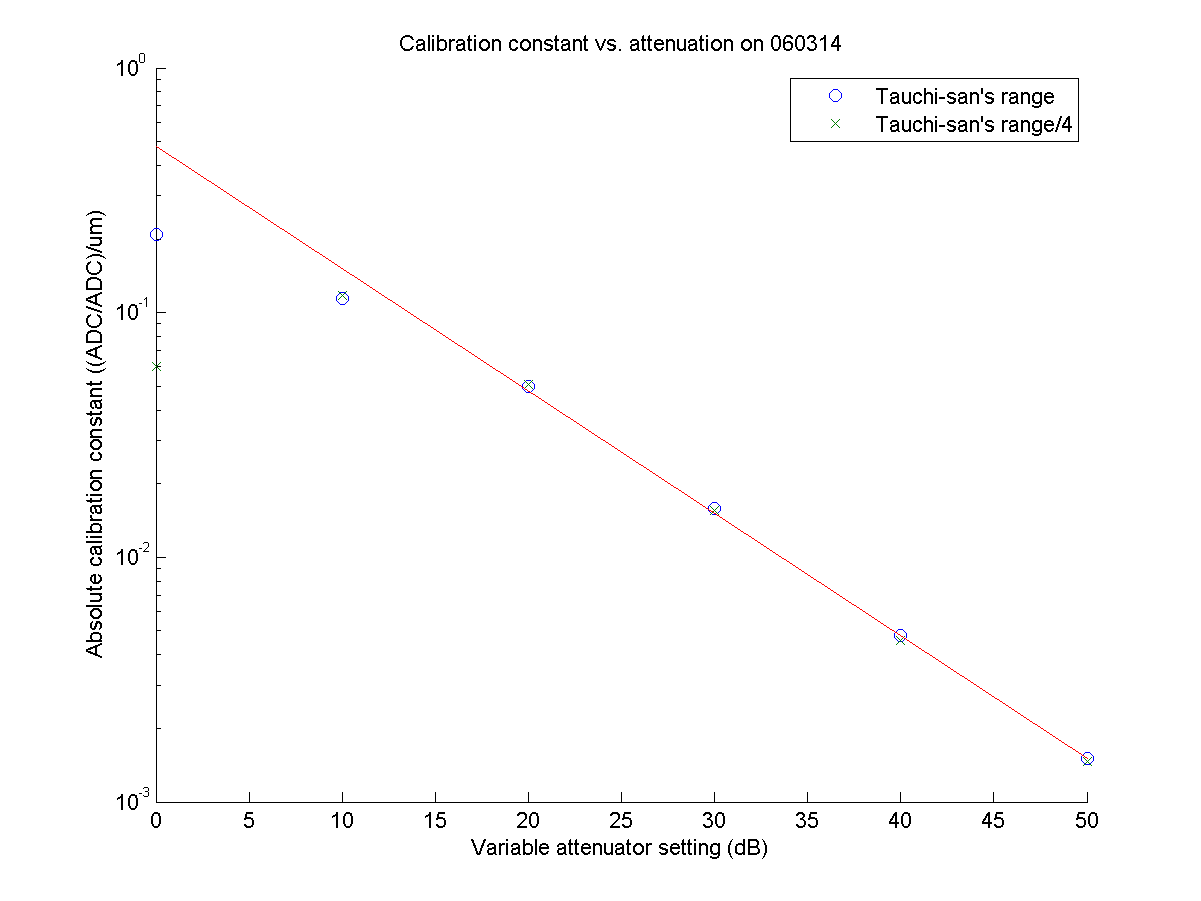 Calibration constant vs. attenuation on 060314
Tauchi-san's range
Tauchi-san's range/4
Absolute calibration constant ((ADC/ADC)/um)
10^0
10^-1
10^-2
10^-3
0 5 10 15 20 25 30 35 40 45 50
Variable attenuator setting (dB)